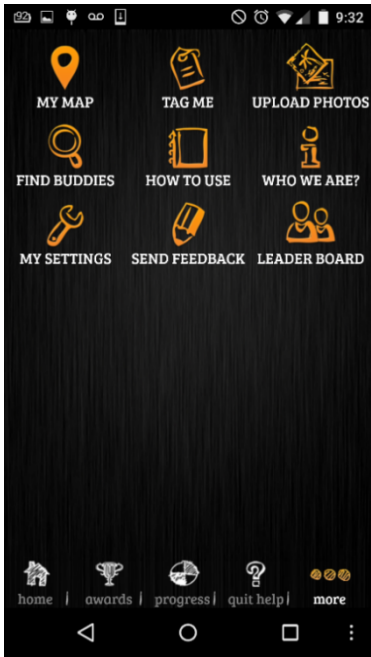 92 9:32
MY MAP TAG ME UPLOAD PHOTOS
FIND BUDDIES HOW TO USE WHO WE ARE?
MY SETTINGS SEND FEEDBACK LEADER BOARD
home | awards | progress | quit help | more